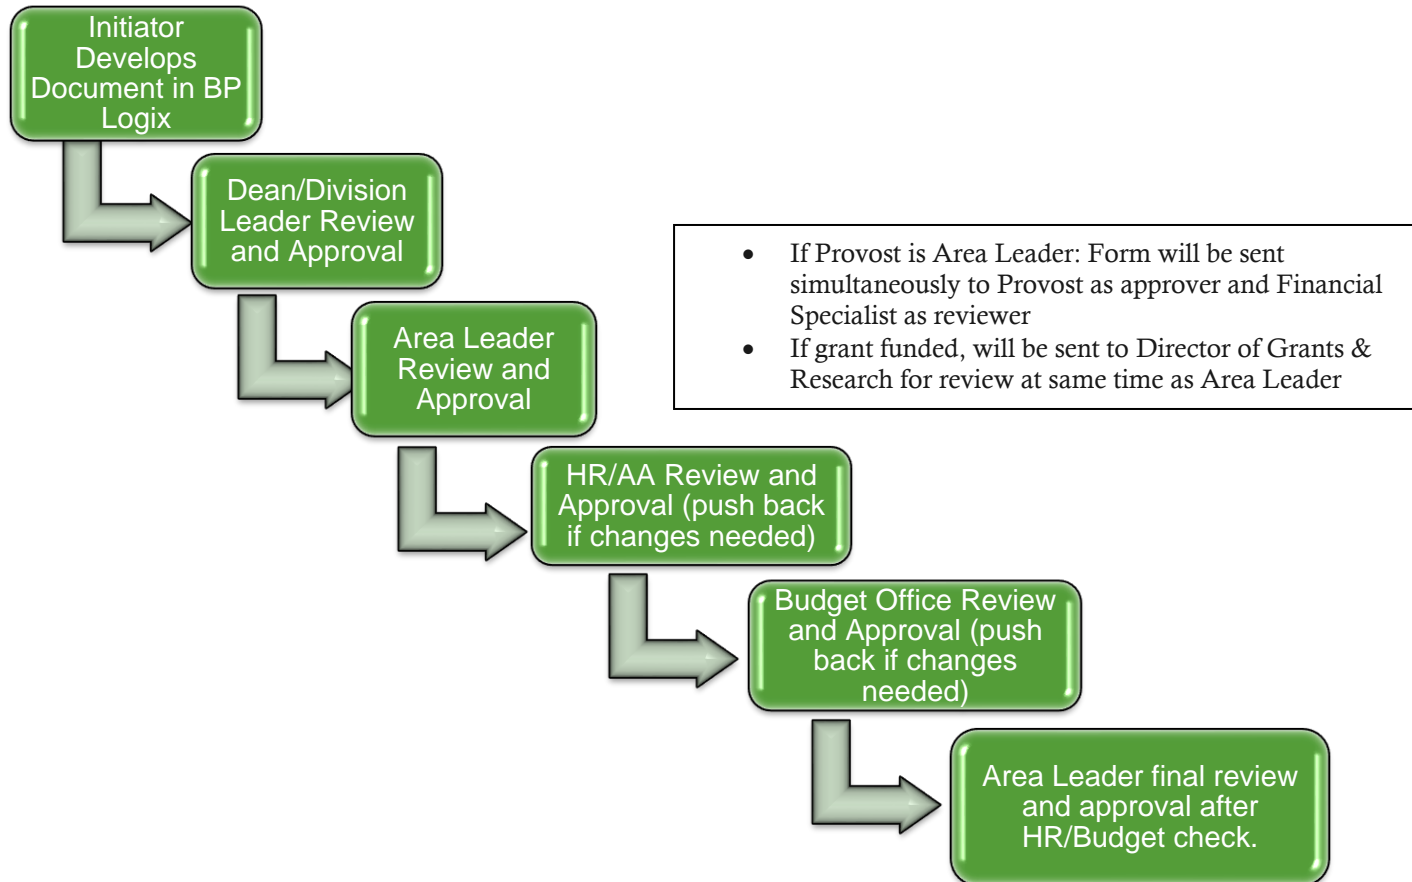 Initiator
Develops
Document in BP
Logix
Dean/Division
Leader Review
and Approval
• If Provost is Area Leader: Form will be sent
simultaneously to Provost as approver and Financial
Specialist as reviewer
• If grant funded, will be sent to Director of Grants &
Research for review at same time as Area Leader
Area Leader
Review and
Approval
HR/AA Review and
Approval (push back
if changes needed)
Budget Office Review
and Approval (push
back if changes
needed)
Area Leader final review
and approval after
HR/Budget check.